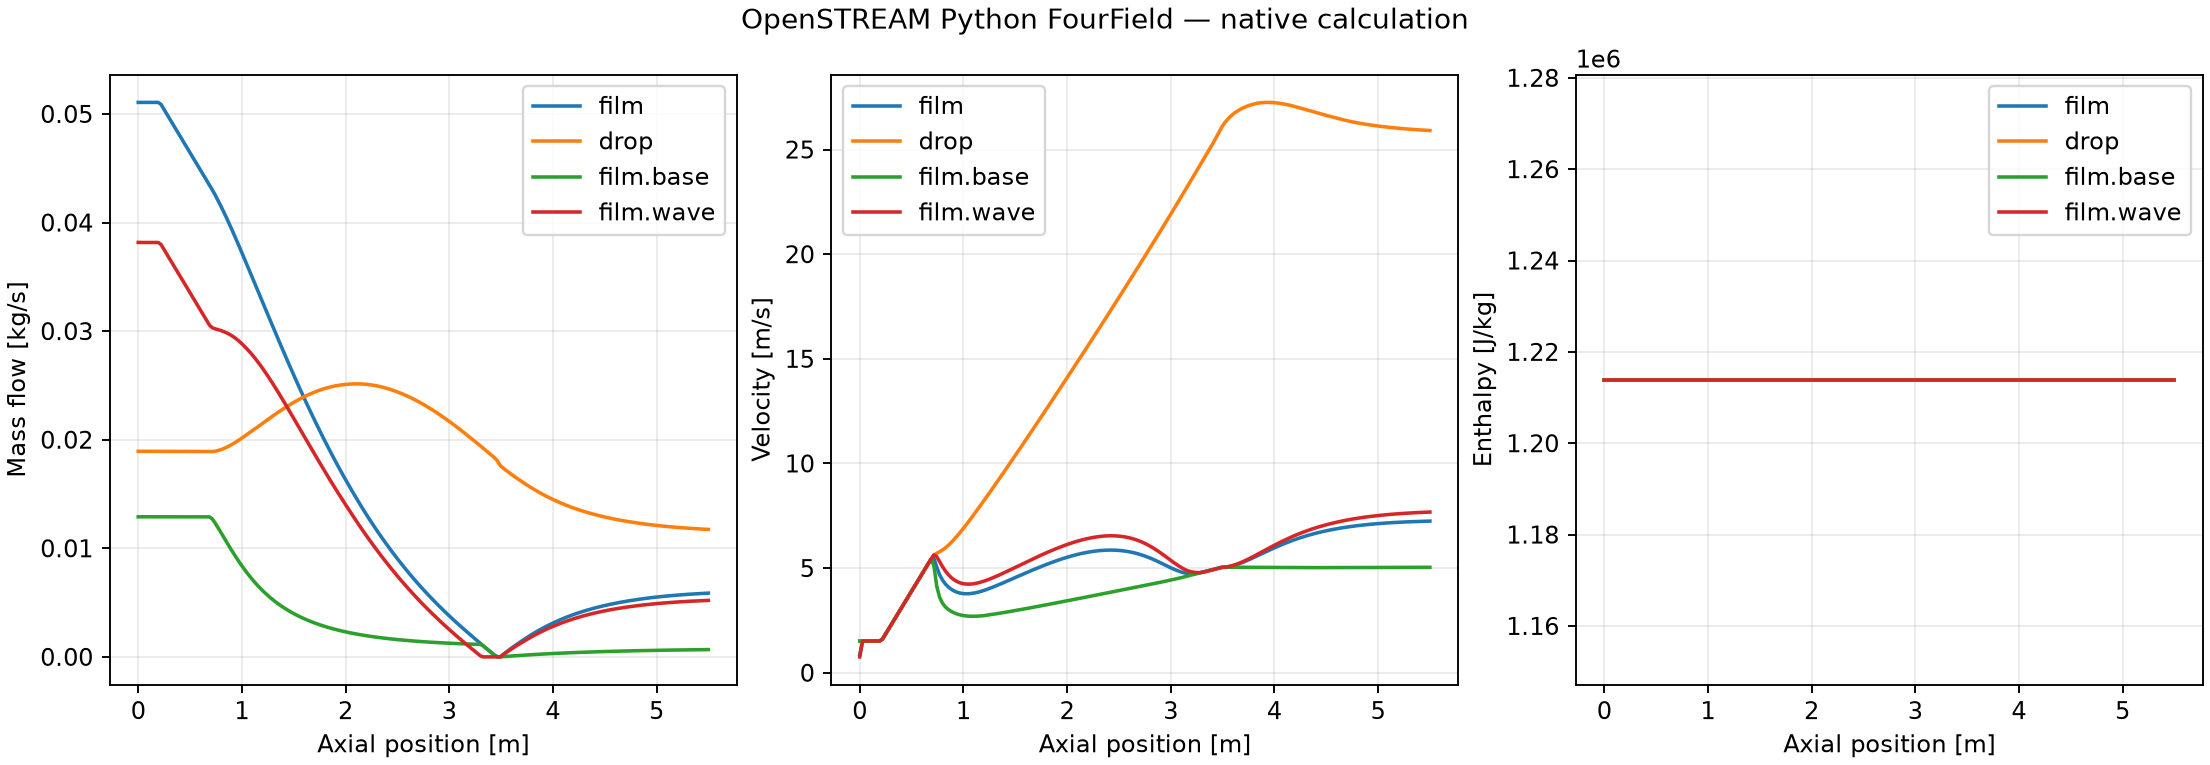 OpenSTREAM Python FourField — native calculation
Mass flow [kg/s]
0.05
0.04
0.03
0.02
0.01
0.00
film
drop
film.base
film.wave
0 1 2 3 4 5
Axial position [m]
Velocity [m/s]
25
20
15
10
5
0
film
drop
film.base
film.wave
0 1 2 3 4 5
Axial position [m]
Enthalpy [J/kg]
1e6
1.28
1.26
1.24
1.22
1.20
1.18
1.16
film
drop
film.base
film.wave
0 1 2 3 4 5
Axial position [m]